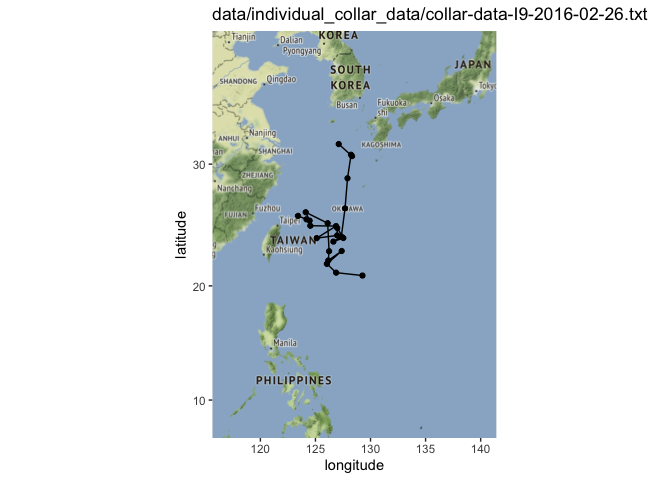 data/individual_collar_data/collar-data-I9-2016-02-26.txt
Tianjin
Dalian
KOREA
Pyongyang
JAPAN
SOUTH
KOREA
SHANDONG
Qingdao
Tokyo
Osaka
Busan
Fukuoka
shi
Nanjing
ANHUI
SHANGHAI
KAGOSHIMA
30
ZHEJIANG
Nanchang
Fuzhou
FUJIAN
Taipei
TAIWAN
Kaohsiung
20
Manila
PHILIPPINES
10
120
125
130
135
140
latitude
longitude